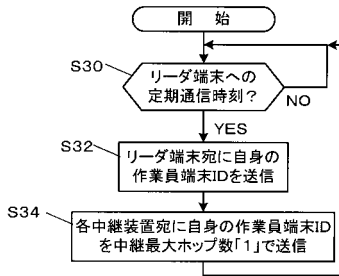 開　始
S30
リーダ端末への
定期通信時刻？
NO
YES
S32
リーダ端末宛に自身の
作業員端末IDを送信
S34
各中継装置宛に自身の作業員端末ID
を中継最大ホップ数「1」で送信